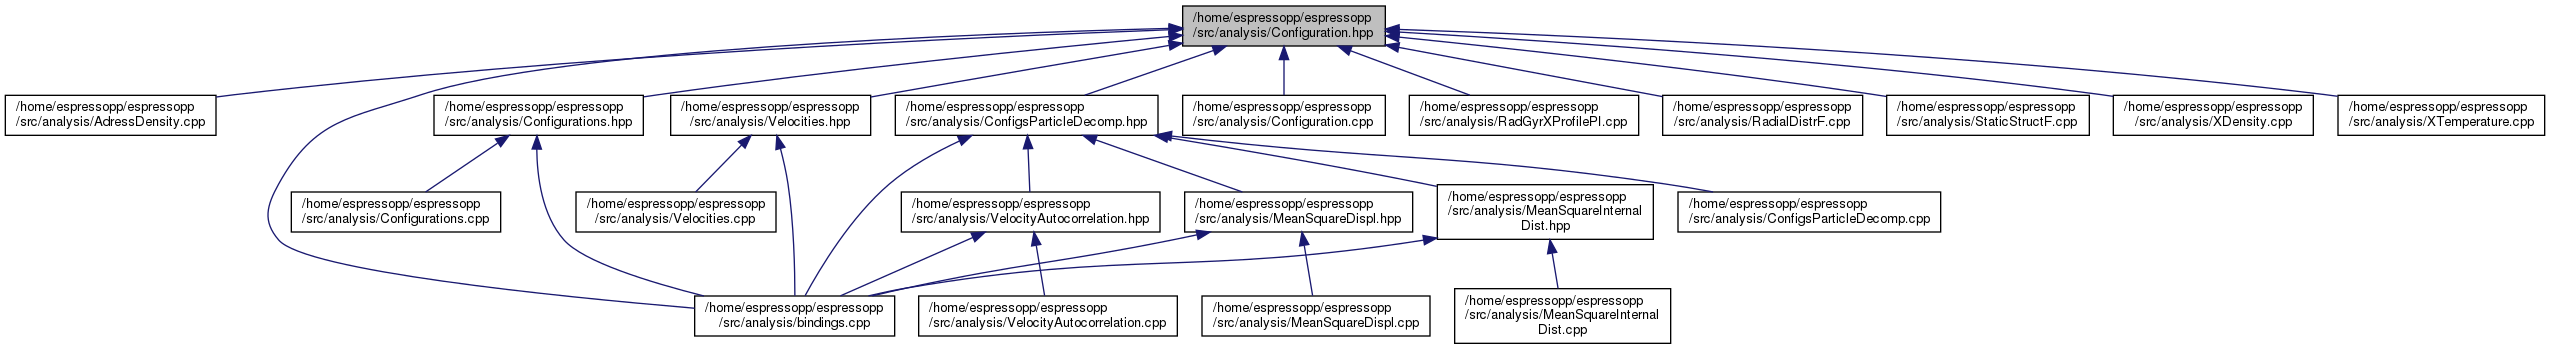 /home/espressopp/espressopp
/src/analysis/Configuration.hpp
/home/espressopp/espressopp
/src/analysis/AdressDensity.cpp
/home/espressopp/espressopp
/src/analysis/Configurations.hpp
/home/espressopp/espressopp
/src/analysis/Velocities.hpp
/home/espressopp/espressopp
/src/analysis/ConfigsParticleDecomp.hpp
/home/espressopp/espressopp
/src/analysis/Configuration.cpp
/home/espressopp/espressopp
/src/analysis/RadGyrXProfilePI.cpp
/home/espressopp/espressopp
/src/analysis/RadialDistrF.cpp
/home/espressopp/espressopp
/src/analysis/StaticStructF.cpp
/home/espressopp/espressopp
/src/analysis/XDensity.cpp
/home/espressopp/espressopp
/src/analysis/XTemperature.cpp
/home/espressopp/espressopp
/src/analysis/Configurations.cpp
/home/espressopp/espressopp
/src/analysis/Velocities.cpp
/home/espressopp/espressopp
/src/analysis/VelocityAutocorrelation.hpp
/home/espressopp/espressopp
/src/analysis/MeanSquareDispl.hpp
/home/espressopp/espressopp
/src/analysis/MeanSquareInternal
Dist.hpp
/home/espressopp/espressopp
/src/analysis/ConfigsParticleDecomp.cpp
/home/espressopp/espressopp
/src/analysis/bindings.cpp
/home/espressopp/espressopp
/src/analysis/VelocityAutocorrelation.cpp
/home/espressopp/espressopp
/src/analysis/MeanSquareDispl.cpp
/home/espressopp/espressopp
/src/analysis/MeanSquareInternal
Dist.cpp